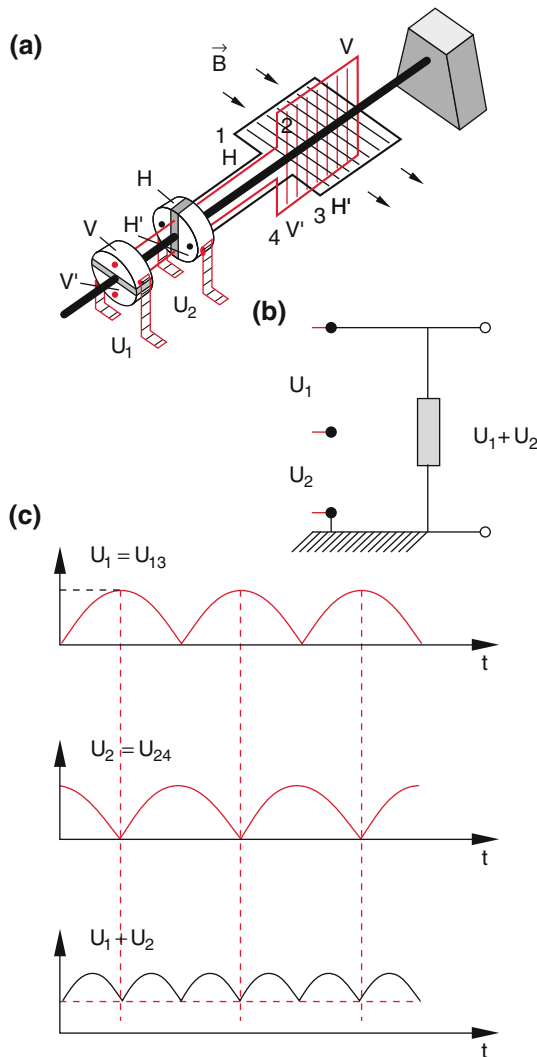 (a)
V
B
1
2
H
H
V
H'
3 H'
4 V'
V'
U2
U1
(b)
U1
U1 + U2
U2
(c)
U1 = U13
t
U2 = U24
t
U1 + U2
t